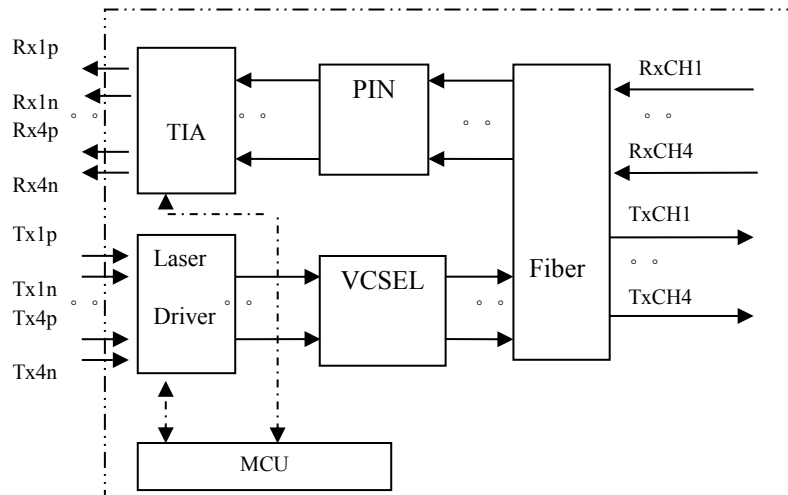 Rx1p
Rx1n
Rx4p
Rx4n
TIA
PIN
RxCH1
RxCH4
TxCH1
TxCH4
Fiber
Tx1p
Tx1n
Tx4p
Tx4n
Laser
Driver
VCSEL
MCU